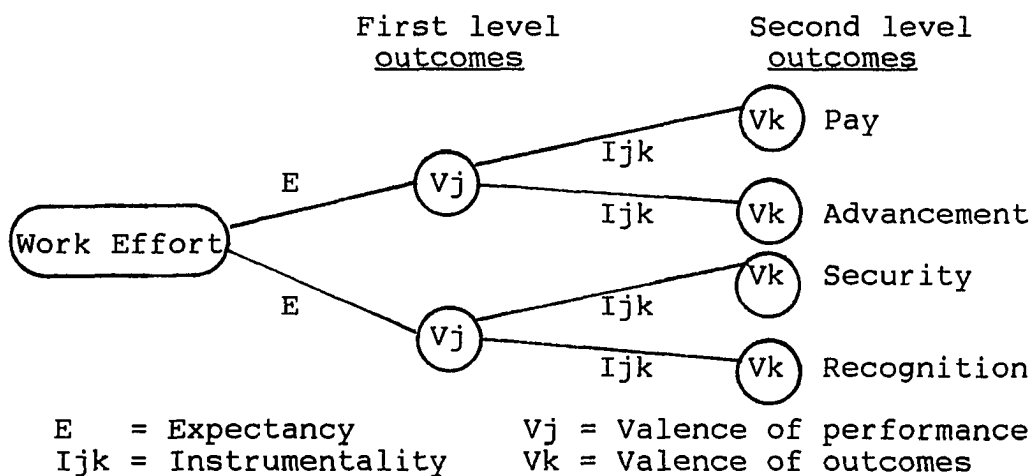 First level
outcomes
Second level
outcomes
Vk Pay
Ijk
E
Vj
Ijk
Vk Advancement
Work Effort
Vk Security
Ijk
E
Vj
Ijk
Vk Recognition
E = Expectancy
Vj = Valence of performance
Ijk = Instrumentality
Vk = Valence of outcomes